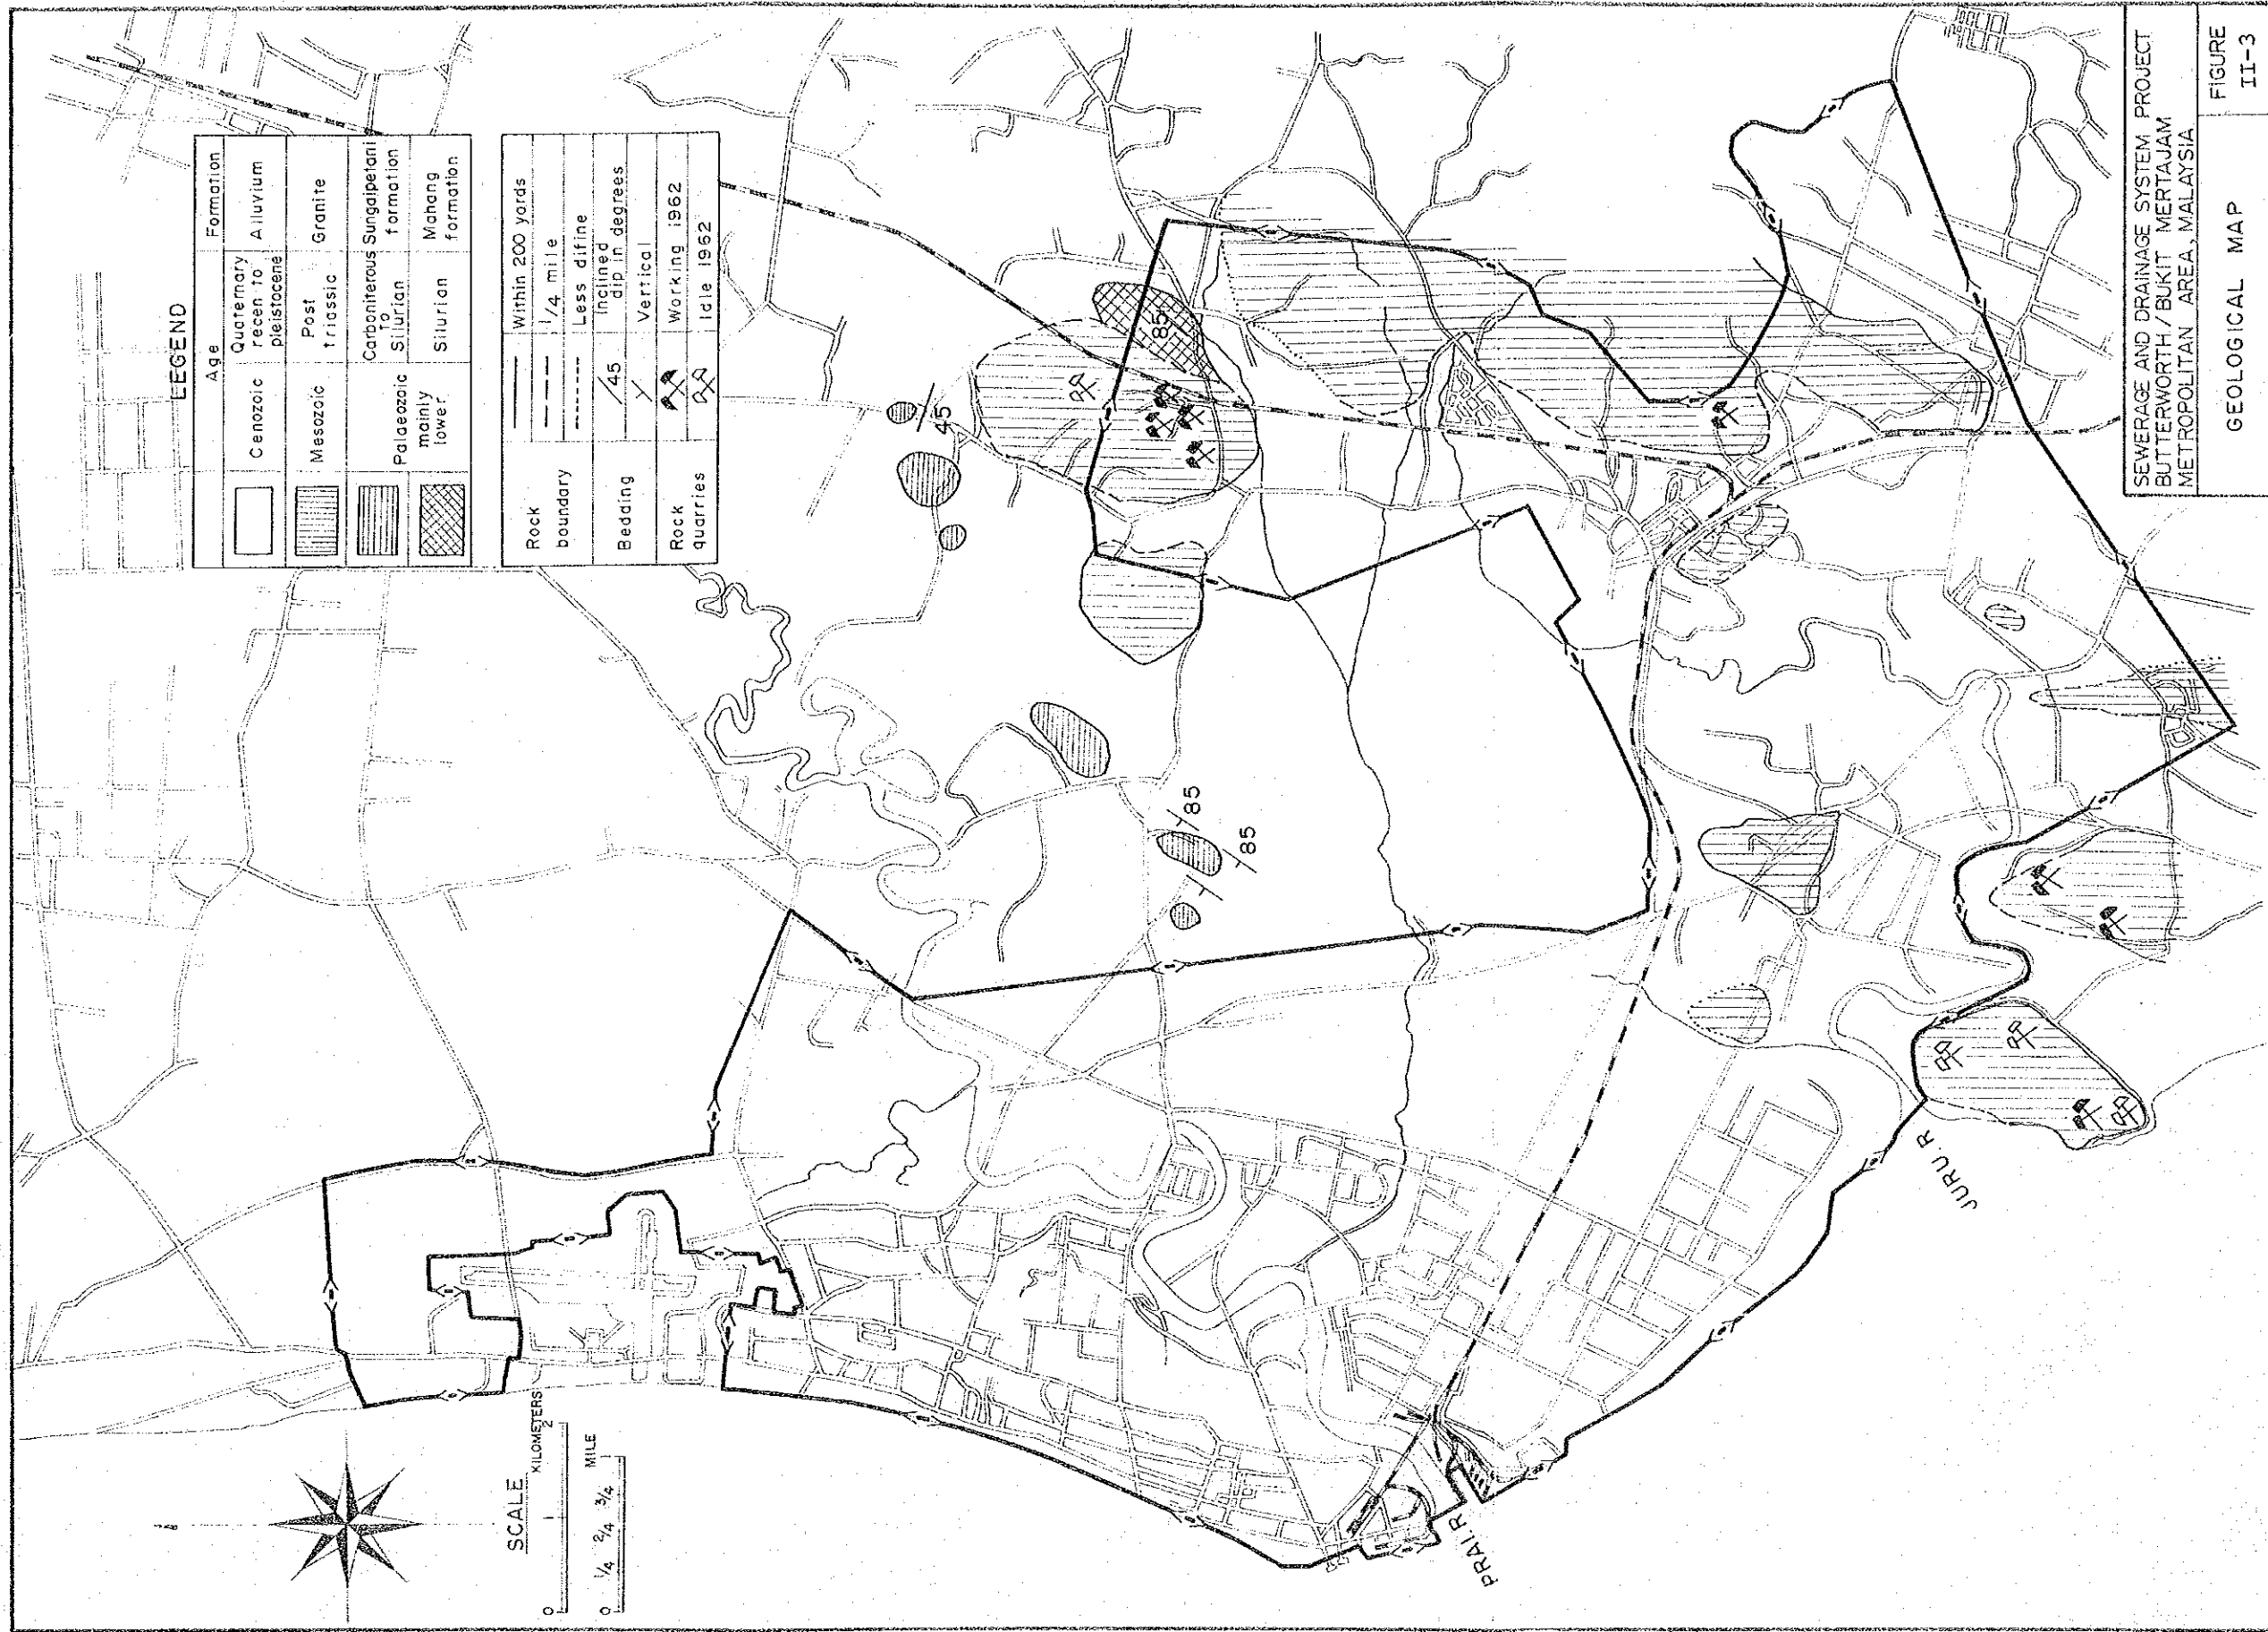 LEGEND
Age Formation
Cenozoic Quaternary recen to pleistocene Alluvium
Mesozoic Post triassic Granite
Palaeozoic mainly lower Carboniferous to Silurian Sungaipetani formation
Silurian Mahang formation
Rock boundary Within 200 yards
1/4 mile
Less difine
Bedding 45 Inclined dip in degrees
Vertical
Rock quarries Working 1962
Idle 1962
45
85
85
85
SCALE
KILOMETERS
0 1 2
MILE
0 1/4 2/4 3/4 1
PRAI R
JURU R
SEWERAGE AND DRAINAGE SYSTEM PROJECT
BUTTERWORTH / BUKIT MERTAJAM
METROPOLITAN AREA, MALAYSIA
GEOLOGICAL MAP
FIGURE
II-3